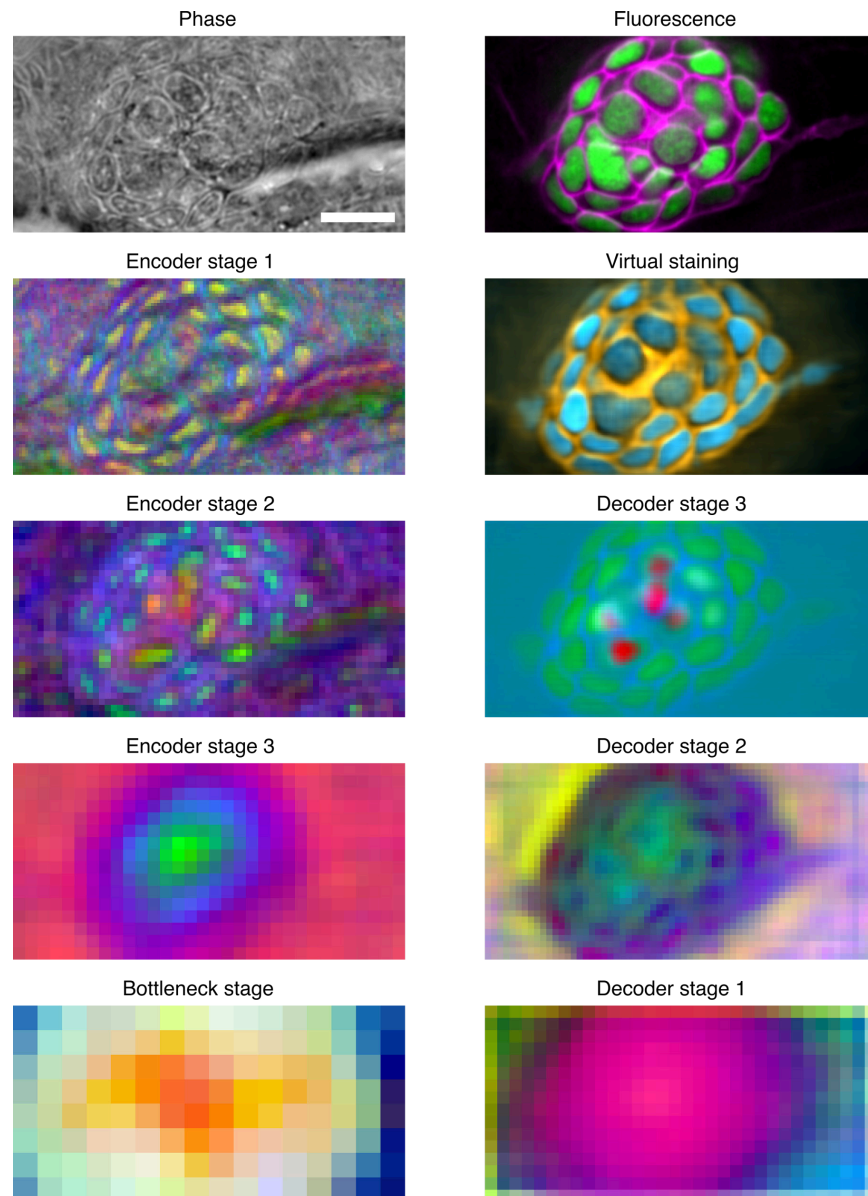 Phase
Fluorescence
Encoder stage 1
Virtual staining
Encoder stage 2
Decoder stage 3
Encoder stage 3
Decoder stage 2
Bottleneck stage
Decoder stage 1